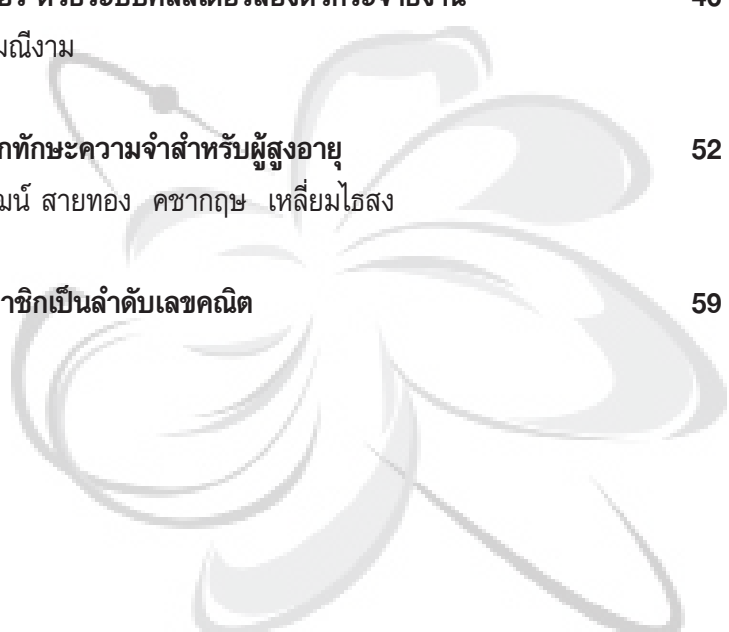 มณีงาม
กทักษะความจำสำหรับผู้สูงอายุ 52
ฒน์ สายทอง คชากฤษ เหลี่ยมไธสง
าชิกเป็นลำดับเลขคณิต 59